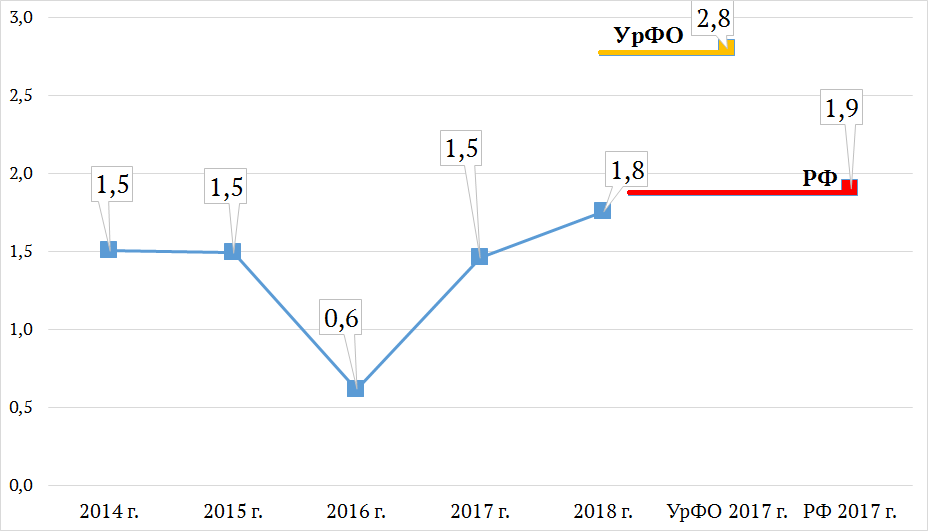 3,0
2,5
2,0
1,5
1,0
0,5
0,0
УрФО
2,8
1,9
РФ
1,5
1,5
0,6
1,5
1,8
2014 г.
2015 г.
2016 г.
2017 г.
2018 г.
УрФО 2017 г.
РФ 2017 г.